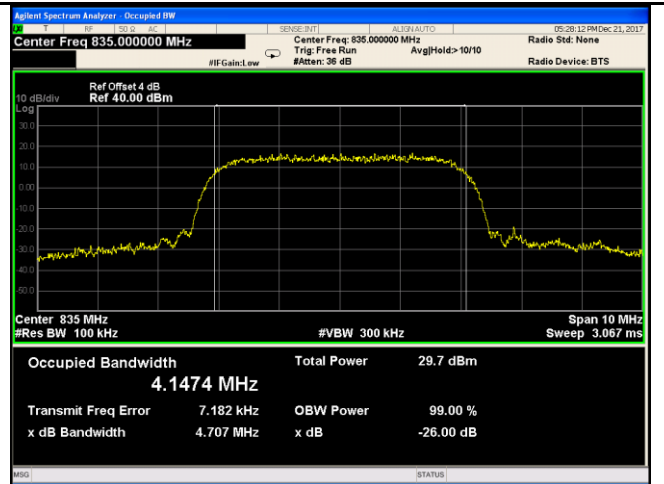 Agilent Spectrum Analyzer - Occupied BW
T RF 50 Ω AC SENSE:INT ALIGNAUTO 05:28:12 PM Dec 21, 2017
Center Freq 835.000000 MHz Center Freq: 835.000000 MHz Radio Std: None
Trig: Free Run Avg|Hold:> 10/10
#IFGain:Low #Atten: 36 dB Radio Device: BTS
Ref Offset 4 dB
10 dB/div Ref 40.00 dBm
Log
30.0
20.0
10.0
0.00
-10.0
-20.0
-30.0
-40.0
-50.0
Center 835 MHz Span 10 MHz
#Res BW 100 kHz #VBW 300 kHz Sweep 3.067 ms
Occupied Bandwidth Total Power 29.7 dBm
4.1474 MHz
Transmit Freq Error 7.182 kHz OBW Power 99.00 %
x dB Bandwidth 4.707 MHz x dB -26.00 dB
MSG STATUS